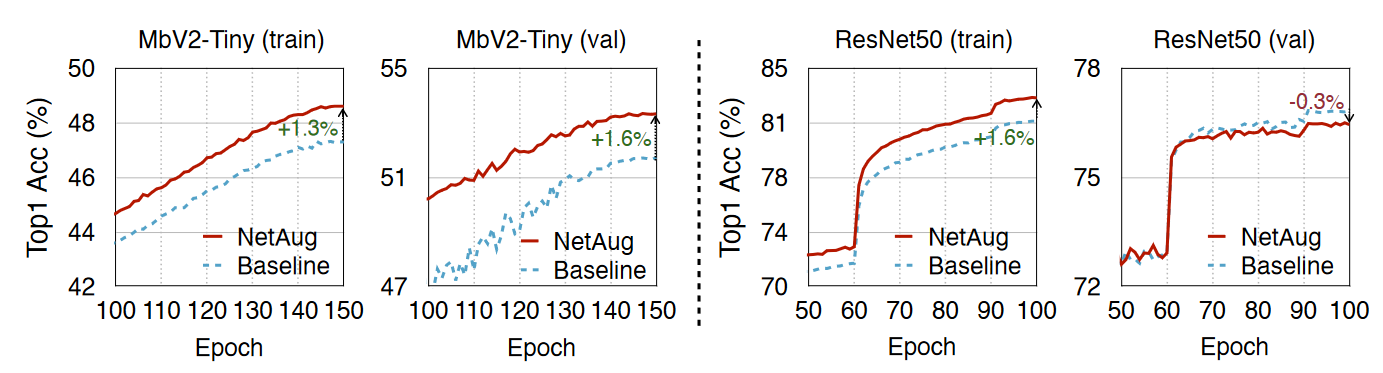 MbV2-Tiny (train)
MbV2-Tiny (val)
ResNet50 (train)
ResNet50 (val)
Top1 Acc (%)
50
48
46
44
42
+1.3%
NetAug
Baseline
100 110 120 130 140 150
Epoch
55
51
47
+1.6%
NetAug
Baseline
100 110 120 130 140 150
Epoch
Top1 Acc (%)
85
81
78
74
70
+1.6%
NetAug
Baseline
50 60 70 80 90 100
Epoch
78
75
72
-0.3%
NetAug
Baseline
50 60 70 80 90 100
Epoch